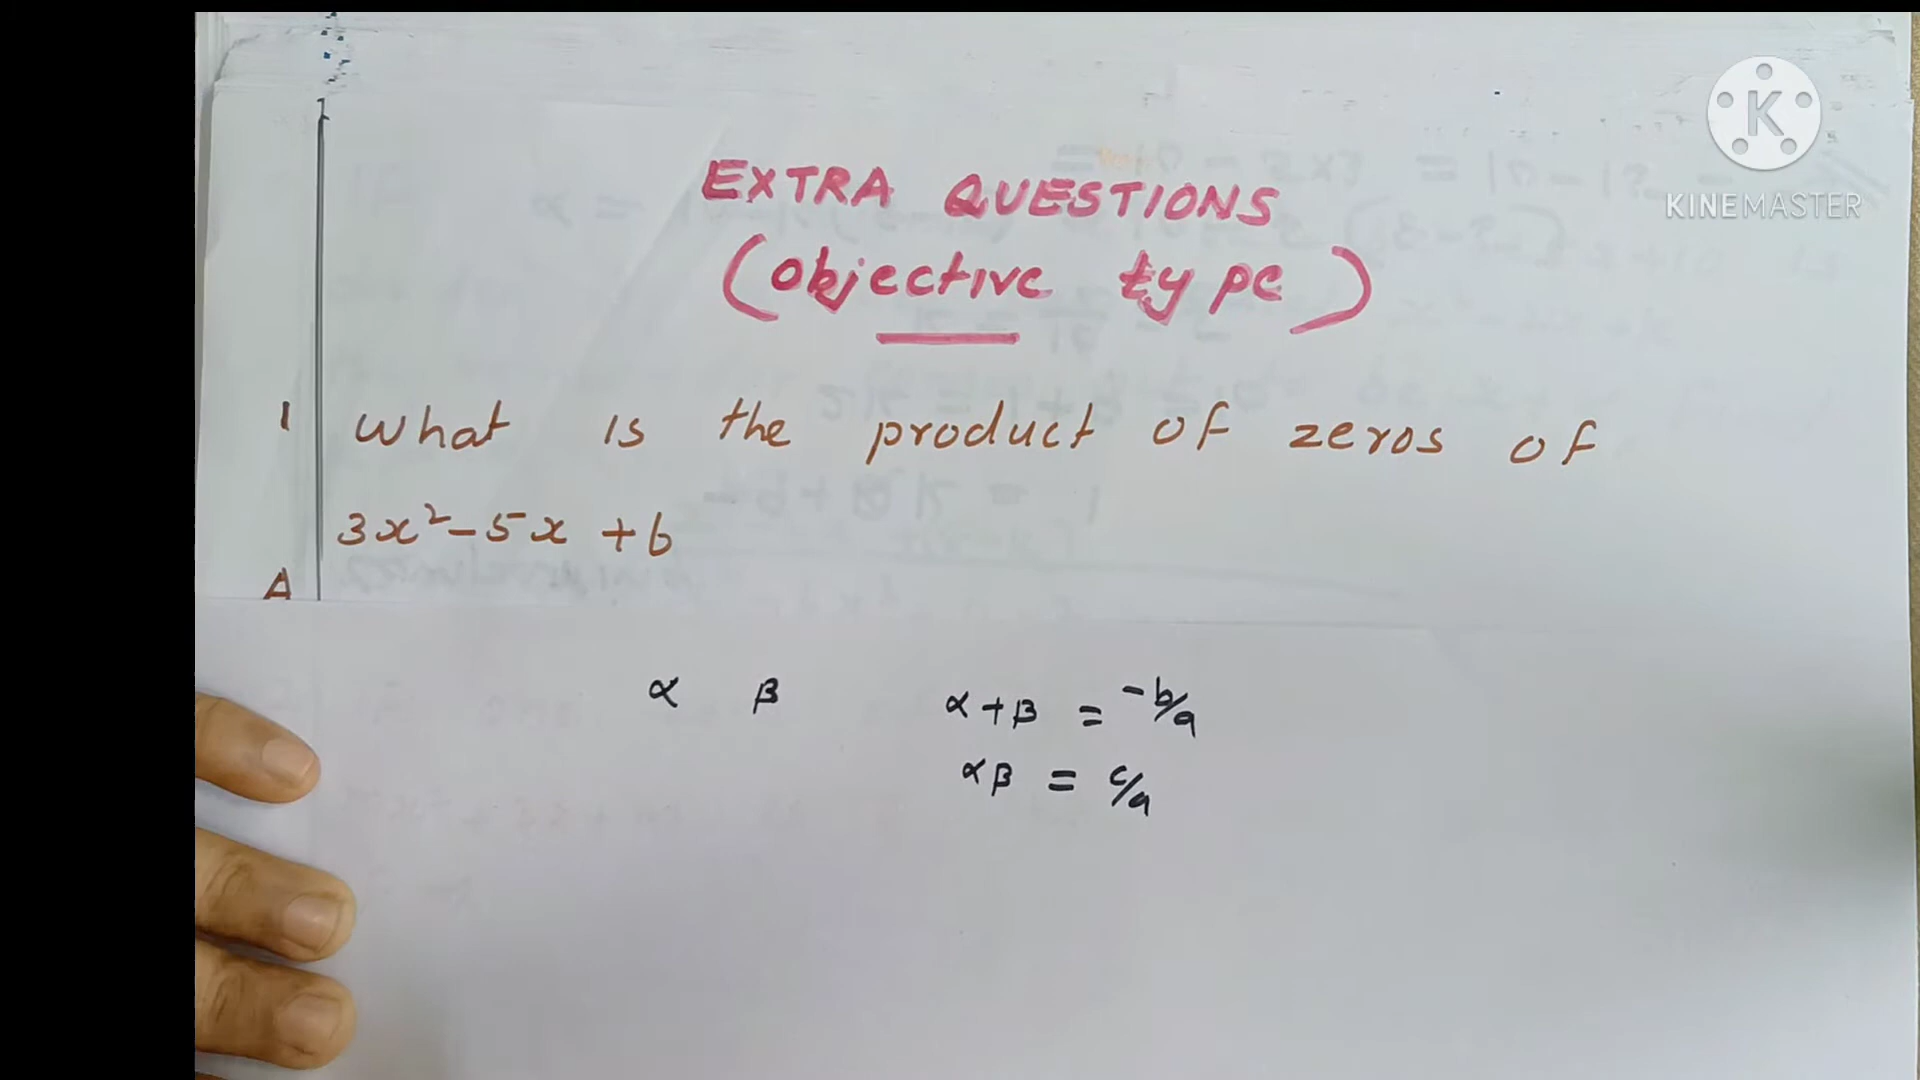 EXTRA QUESTIONS
(objective type)
1 What is the product of zeros of
3x²-5x+6
A
α β α+β = -b/a
αβ = c/a
KINEMASTER